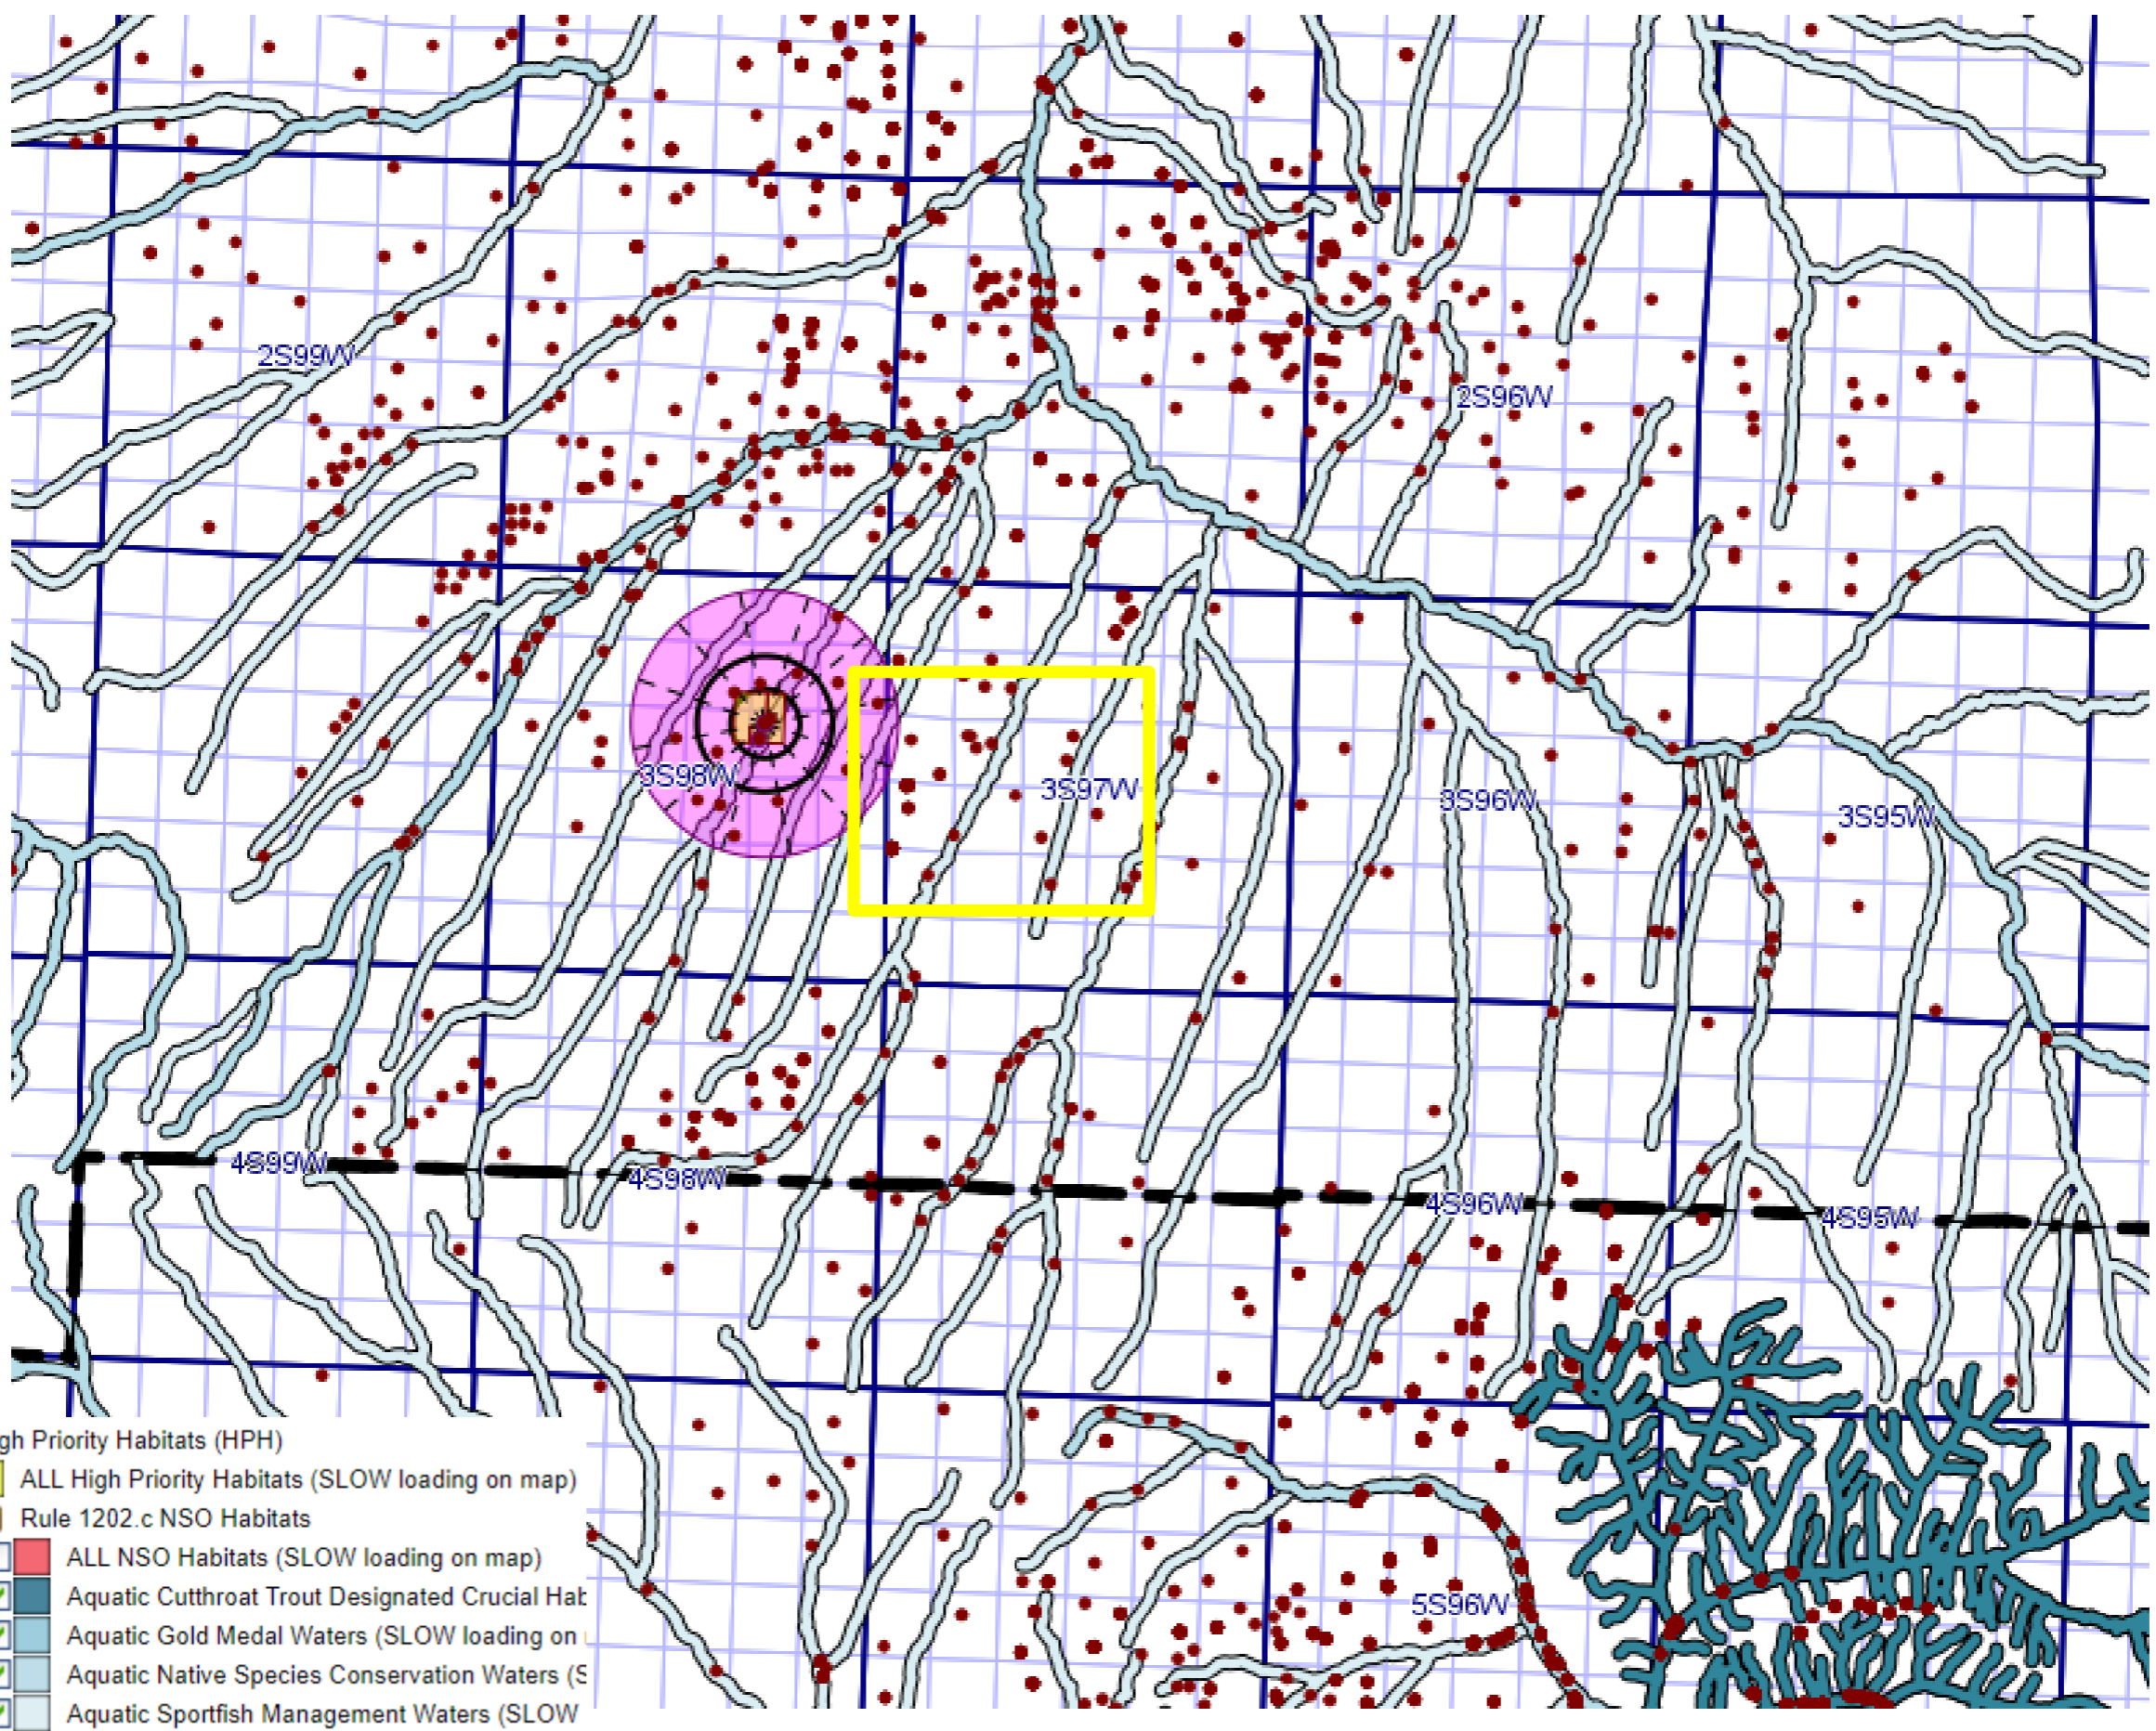 2S99W
2S96W
3S98W
3S97W
3S96W
3S95W
4S99W
4S98W
4S96W
4S95W
5S96W
gh Priority Habitats (HPH)
ALL High Priority Habitats (SLOW loading on map)
Rule 1202.c NSO Habitats
ALL NSO Habitats (SLOW loading on map)
Aquatic Cutthroat Trout Designated Crucial Hab
Aquatic Gold Medal Waters (SLOW loading on
Aquatic Native Species Conservation Waters (S
Aquatic Sportfish Management Waters (SLOW